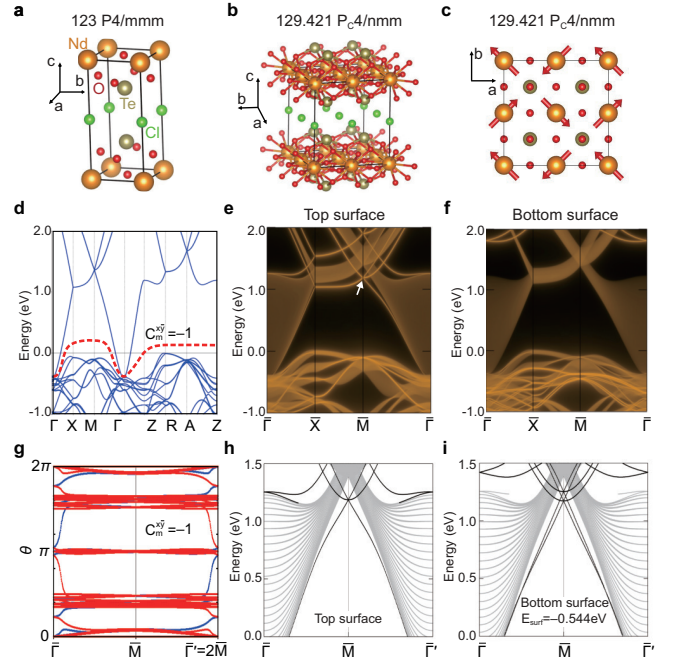 123 P4/nmm
129.421 P_C4/nmm
129.421 P_C4/nmm
a
b
c
Nd
c
b
a
O
Te
Cl
c
b
a
b
a
d
e
Top surface
f
Bottom surface
2.0
1.0
0.0
-1.0
Energy (eV)
C_m^{xȳ}=−1
Γ X M Γ Z R A Z
2.0
1.0
0.0
-1.0
Energy (eV)
Γ̄ X̄ M̄ Γ̄
2.0
1.0
0.0
-1.0
Energy (eV)
Γ̄ X̄ M̄ Γ̄
g
2π
π
0
θ
C_m^{xȳ}=−1
Γ̄ M̄ Γ̄'=2M̄
h
1.5
1.0
0.5
0.0
Energy (eV)
Top surface
Γ̄ M̄ Γ̄'
i
1.5
1.0
0.5
0.0
Energy (eV)
Bottom surface
E_surf=−0.544eV
Γ̄ M̄ Γ̄'